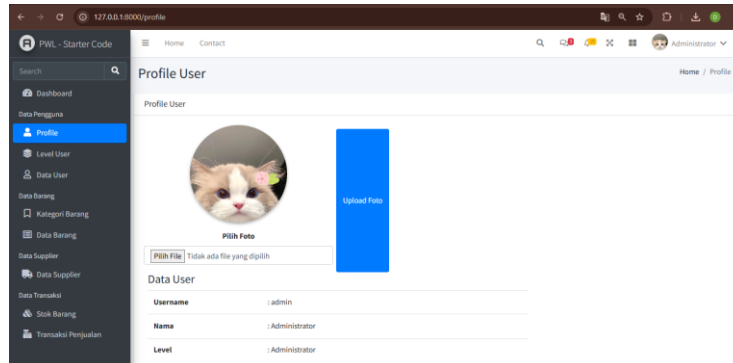 127.0.0.1:8000/profile
PWL - Starter Code
Home Contact
Administrator
Search
Profile User
Home / Profile
Dashboard
Profile User
Data Pengguna
Profile
Level User
Data User
Data Barang
Upload Foto
Kategori Barang
Data Barang
Pilih Foto
Data Supplier
Pilih File Tidak ada file yang dipilih
Data Supplier
Data User
Data Transaksi
Username : admin
Stok Barang
Nama : Administrator
Transaksi Penjualan
Level : Administrator